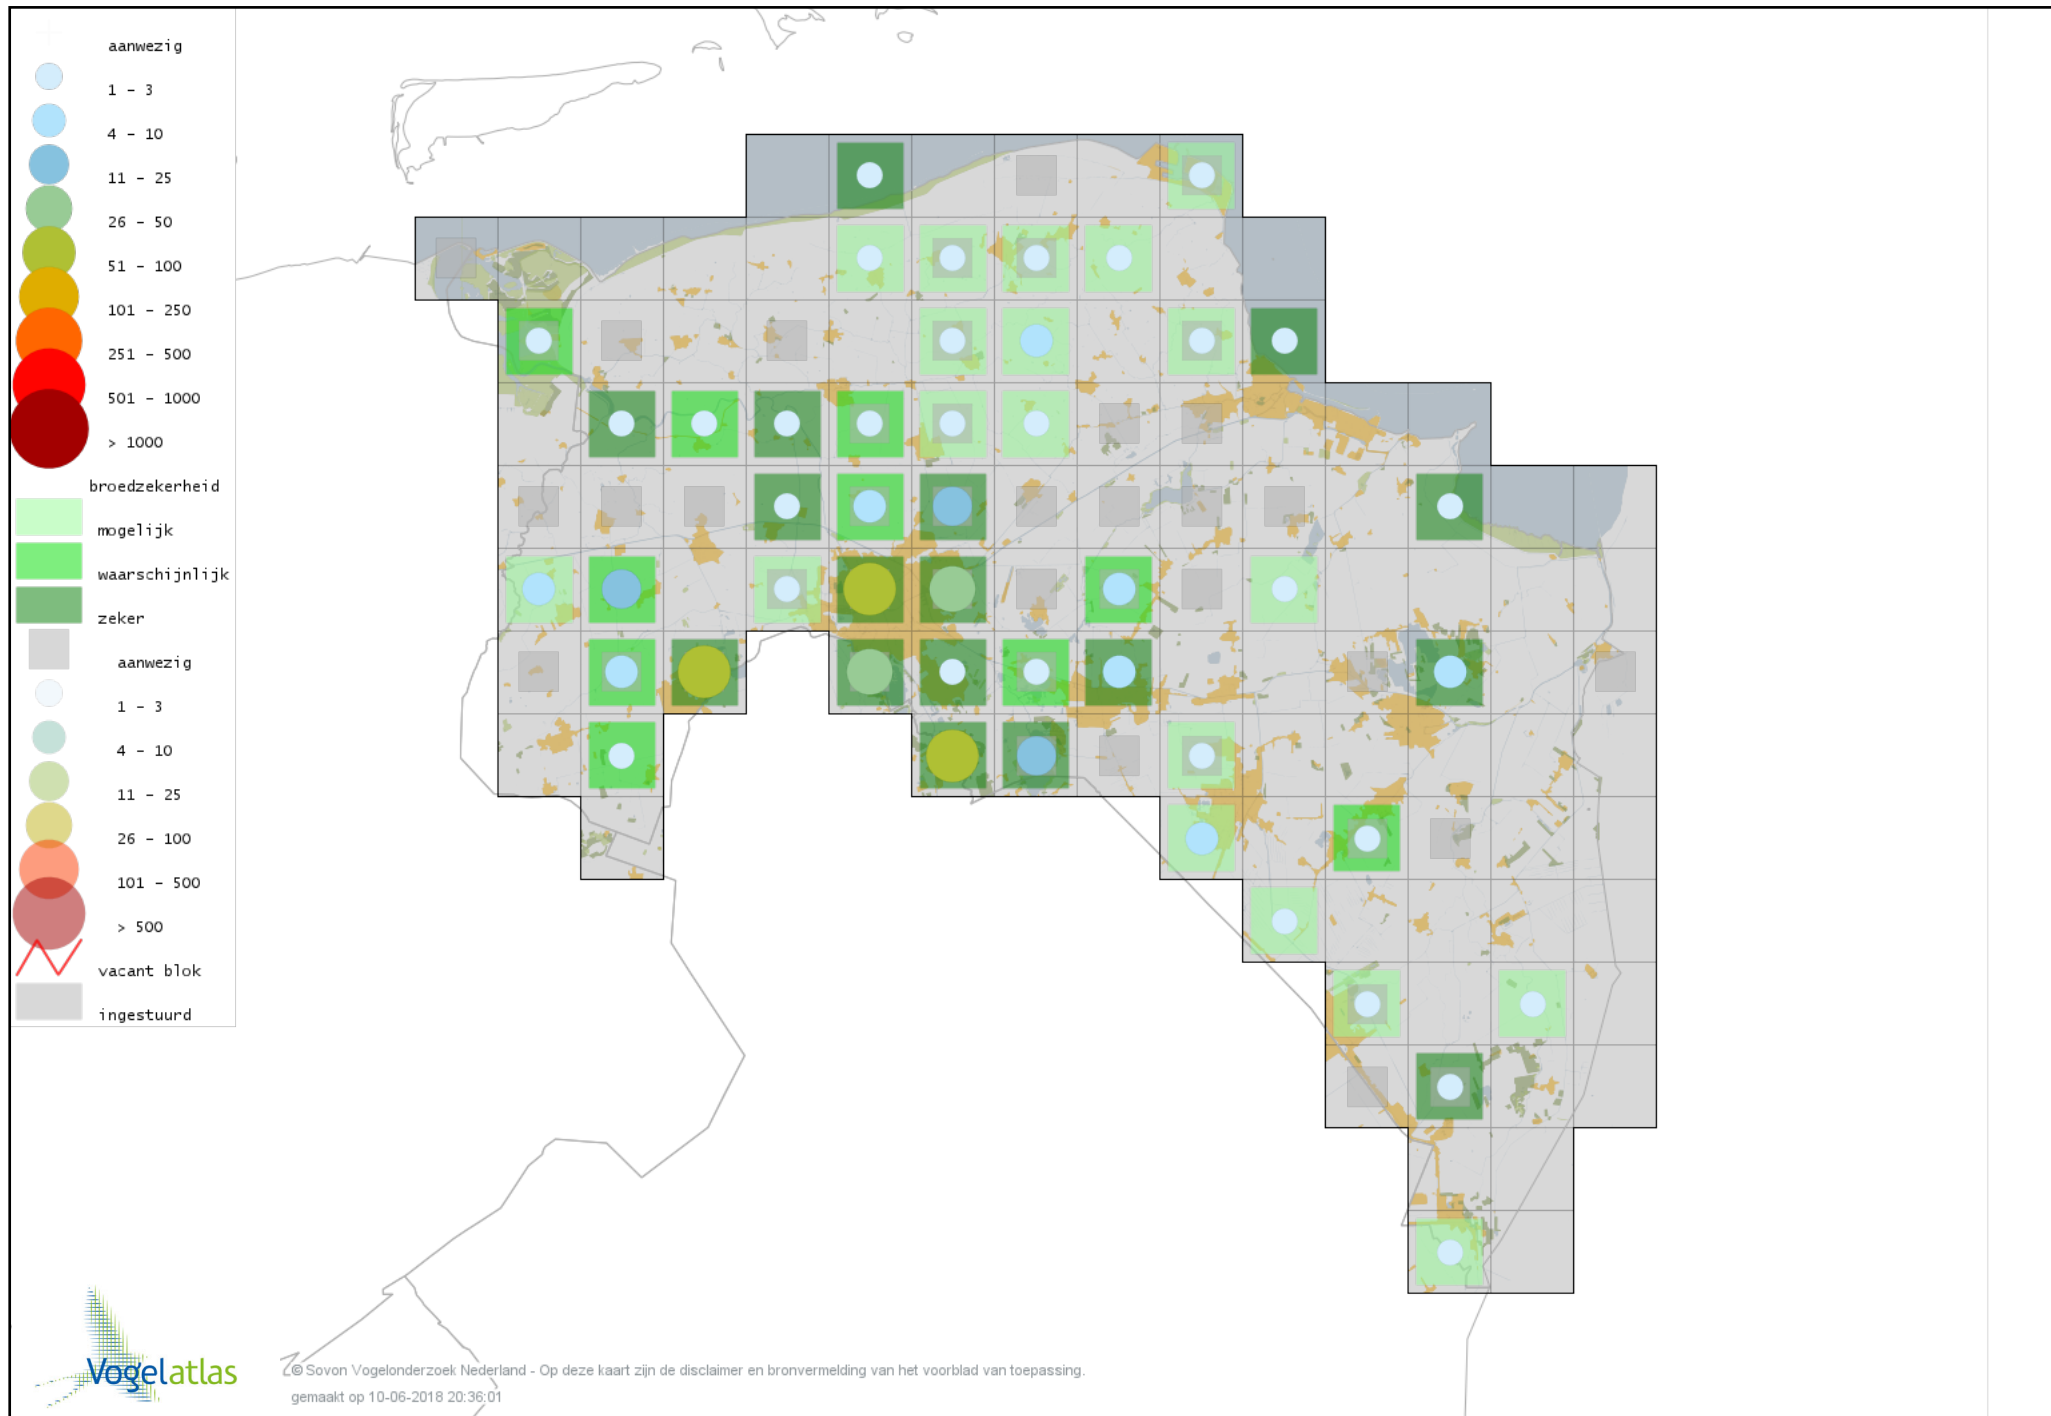 aanwezig
1 - 3
4 - 10
11 - 25
26 - 50
51 - 100
101 - 250
251 - 500
501 - 1000
> 1000
broedzekerheid
mogelijk
waarschijnlijk
zeker
aanwezig
1 - 3
4 - 10
11 - 25
26 - 100
101 - 500
> 500
vacant blok
ingestuurd
Vogelatlas
© Sovon Vogelonderzoek Nederland - Op deze kaart zijn de disclaimer en bronvermelding van het voorblad van toepassing.
gemaakt op 10-06-2018 20:36:01